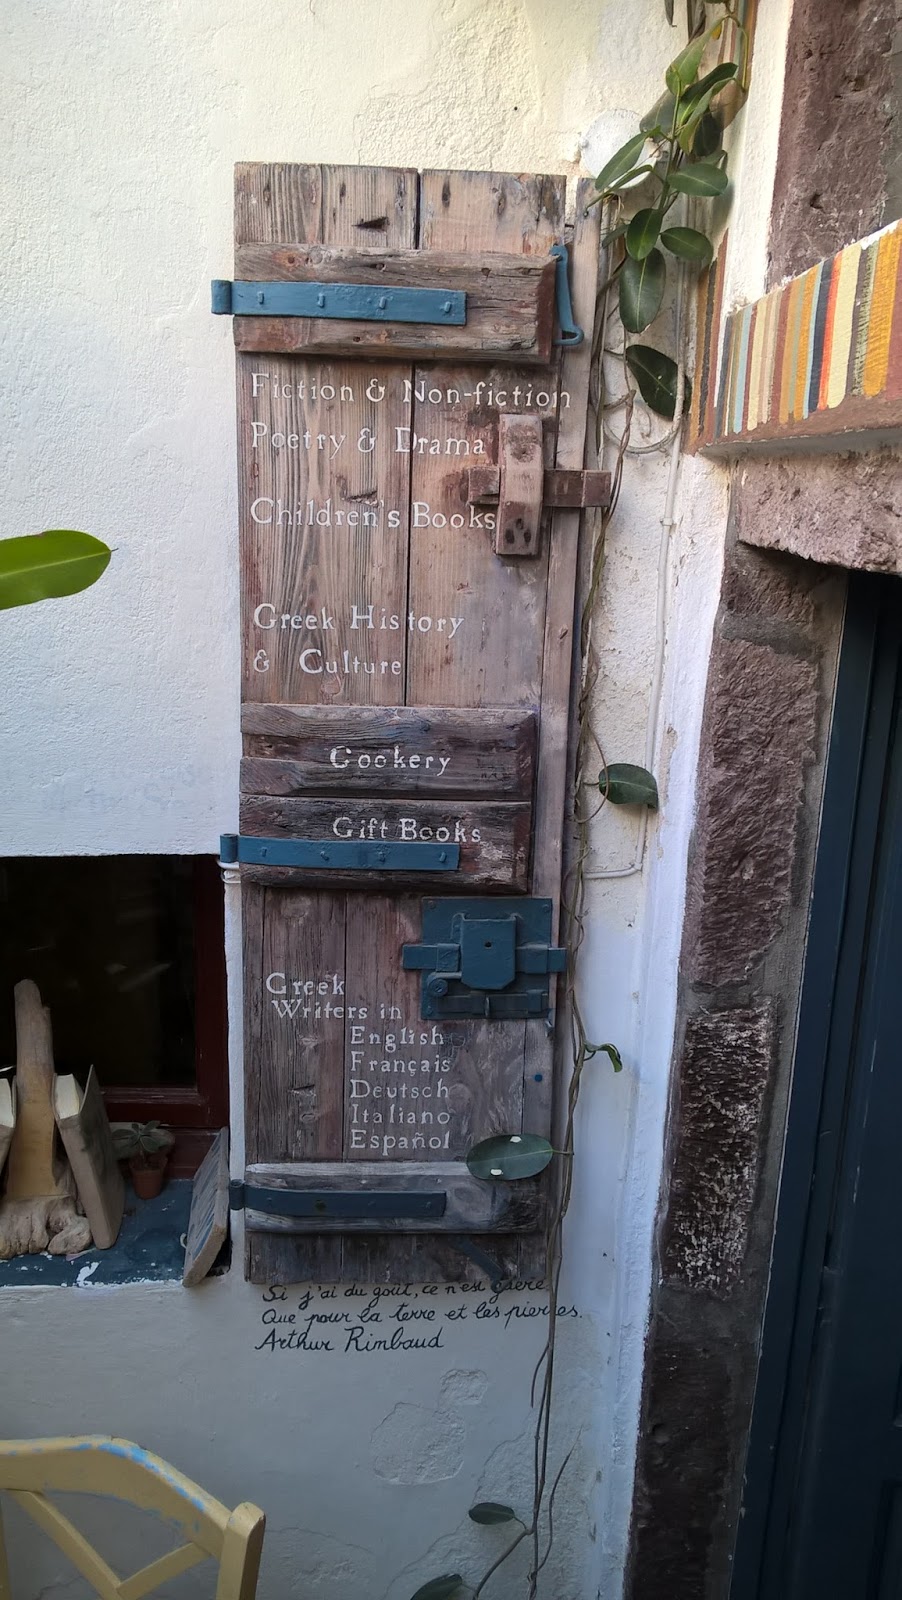 Fiction & Non-fiction
Poetry & Drama
Children's Books
Greek History
& Culture
Cookery
Gift Books
Greek
Writers in
English
Français
Deutsch
Italiano
Español
Si j'ai du goût, ce n'est guère
Que pour la terre et les pierres.
Arthur Rimbaud